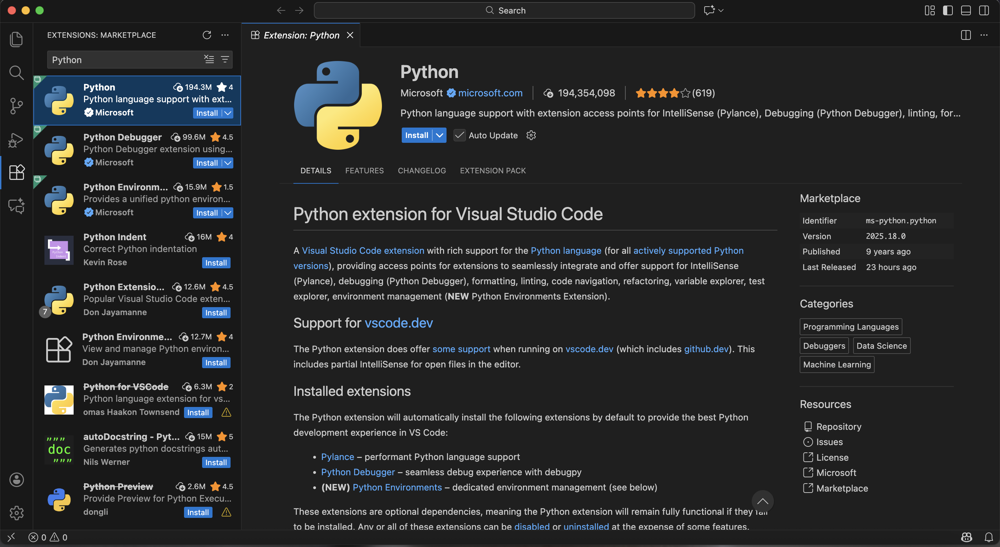 Search
EXTENSIONS: MARKETPLACE
Python
Python 194.3M 4
Python language support with ext...
Microsoft Install
Python Debugger 99.6M 4.5
Python Debugger extension using...
Microsoft Install
Python Environm... 15.9M 1.5
Provides a unified python environ...
Microsoft Install
Python Indent 16M 4
Correct Python indentation
Kevin Rose Install
Python Indent
Python Extensio... 12.6M 4.5
Popular Visual Studio Code exten...
7 Don Jayamanne Install
Python Environme... 12.7M 4
View and manage Python environ...
Don Jayamanne Install
Python for VSCode 6.3M 2
Python language extension for vs...
omas Haakon Townsend Install
autoDocstring - Pyt... 15M 5
Generates python docstrings aut...
Nils Werner Install
""" doc """
Python Preview 2.6M 4.5
Provide Preview for Python Execu...
dongli Install
Extension: Python
Python
Microsoft microsoft.com 194,354,098 (619)
Python language support with extension access points for IntelliSense (Pylance), Debugging (Python Debugger), linting, for...
Install Auto Update
DETAILS FEATURES CHANGELOG EXTENSION PACK
Python extension for Visual Studio Code
A Visual Studio Code extension with rich support for the Python language (for all actively supported Python
versions), providing access points for extensions to seamlessly integrate and offer support for IntelliSense
(Pylance), debugging (Python Debugger), formatting, linting, code navigation, refactoring, variable explorer, test
explorer, environment management (NEW Python Environments Extension).
Support for vscode.dev
The Python extension does offer some support when running on vscode.dev (which includes github.dev). This
includes partial IntelliSense for open files in the editor.
Installed extensions
The Python extension will automatically install the following extensions by default to provide the best Python
development experience in VS Code:
• Pylance – performant Python language support
• Python Debugger – seamless debug experience with debugpy
• (NEW) Python Environments – dedicated environment management (see below)
These extensions are optional dependencies, meaning the Python extension will remain fully functional if they fail
to be installed. Any or all of these extensions can be disabled or uninstalled at the expense of some features.
Marketplace
Identifier ms-python.python
Version 2025.18.0
Published 9 years ago
Last Released 23 hours ago
Categories
Programming Languages
Debuggers Data Science
Machine Learning
Resources
Repository
Issues
License
Microsoft
Marketplace
0 0